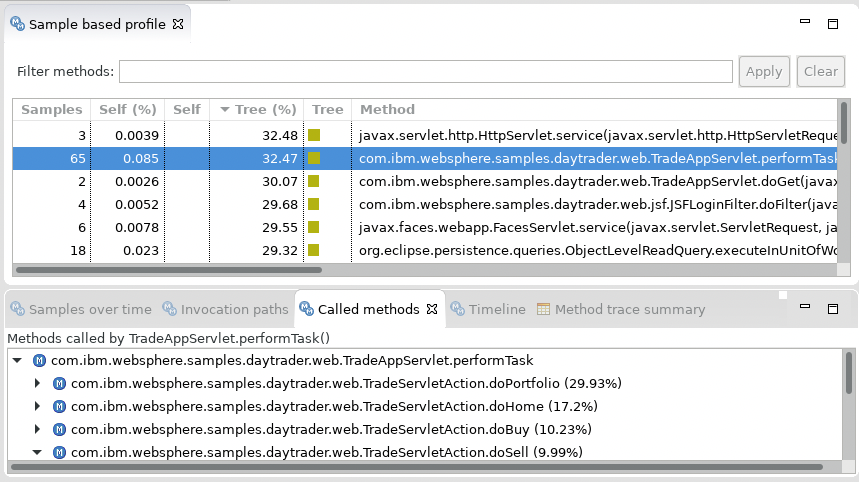 Sample based profile
Filter methods: Apply Clear
Samples Self (%) Self Tree (%) Tree Method
3 0.0039 32.48 javax.servlet.http.HttpServlet.service(javax.servlet.http.HttpServletReque
65 0.085 32.47 com.ibm.websphere.samples.daytrader.web.TradeAppServlet.performTask
2 0.0026 30.07 com.ibm.websphere.samples.daytrader.web.TradeAppServlet.doGet(javax
4 0.0052 29.68 com.ibm.websphere.samples.daytrader.web.jsf.JSFLoginFilter.doFilter(java
6 0.0078 29.55 javax.faces.webapp.FacesServlet.service(javax.servlet.ServletRequest, ja
18 0.023 29.32 org.eclipse.persistence.queries.ObjectLevelReadQuery.executeInUnitOfWo
Samples over time Invocation paths Called methods Timeline Method trace summary
Methods called by TradeAppServlet.performTask()
com.ibm.websphere.samples.daytrader.web.TradeAppServlet.performTask
com.ibm.websphere.samples.daytrader.web.TradeServletAction.doPortfolio (29.93%)
com.ibm.websphere.samples.daytrader.web.TradeServletAction.doHome (17.2%)
com.ibm.websphere.samples.daytrader.web.TradeServletAction.doBuy (10.23%)
com.ibm.websphere.samples.daytrader.web.TradeServletAction.doSell (9.99%)